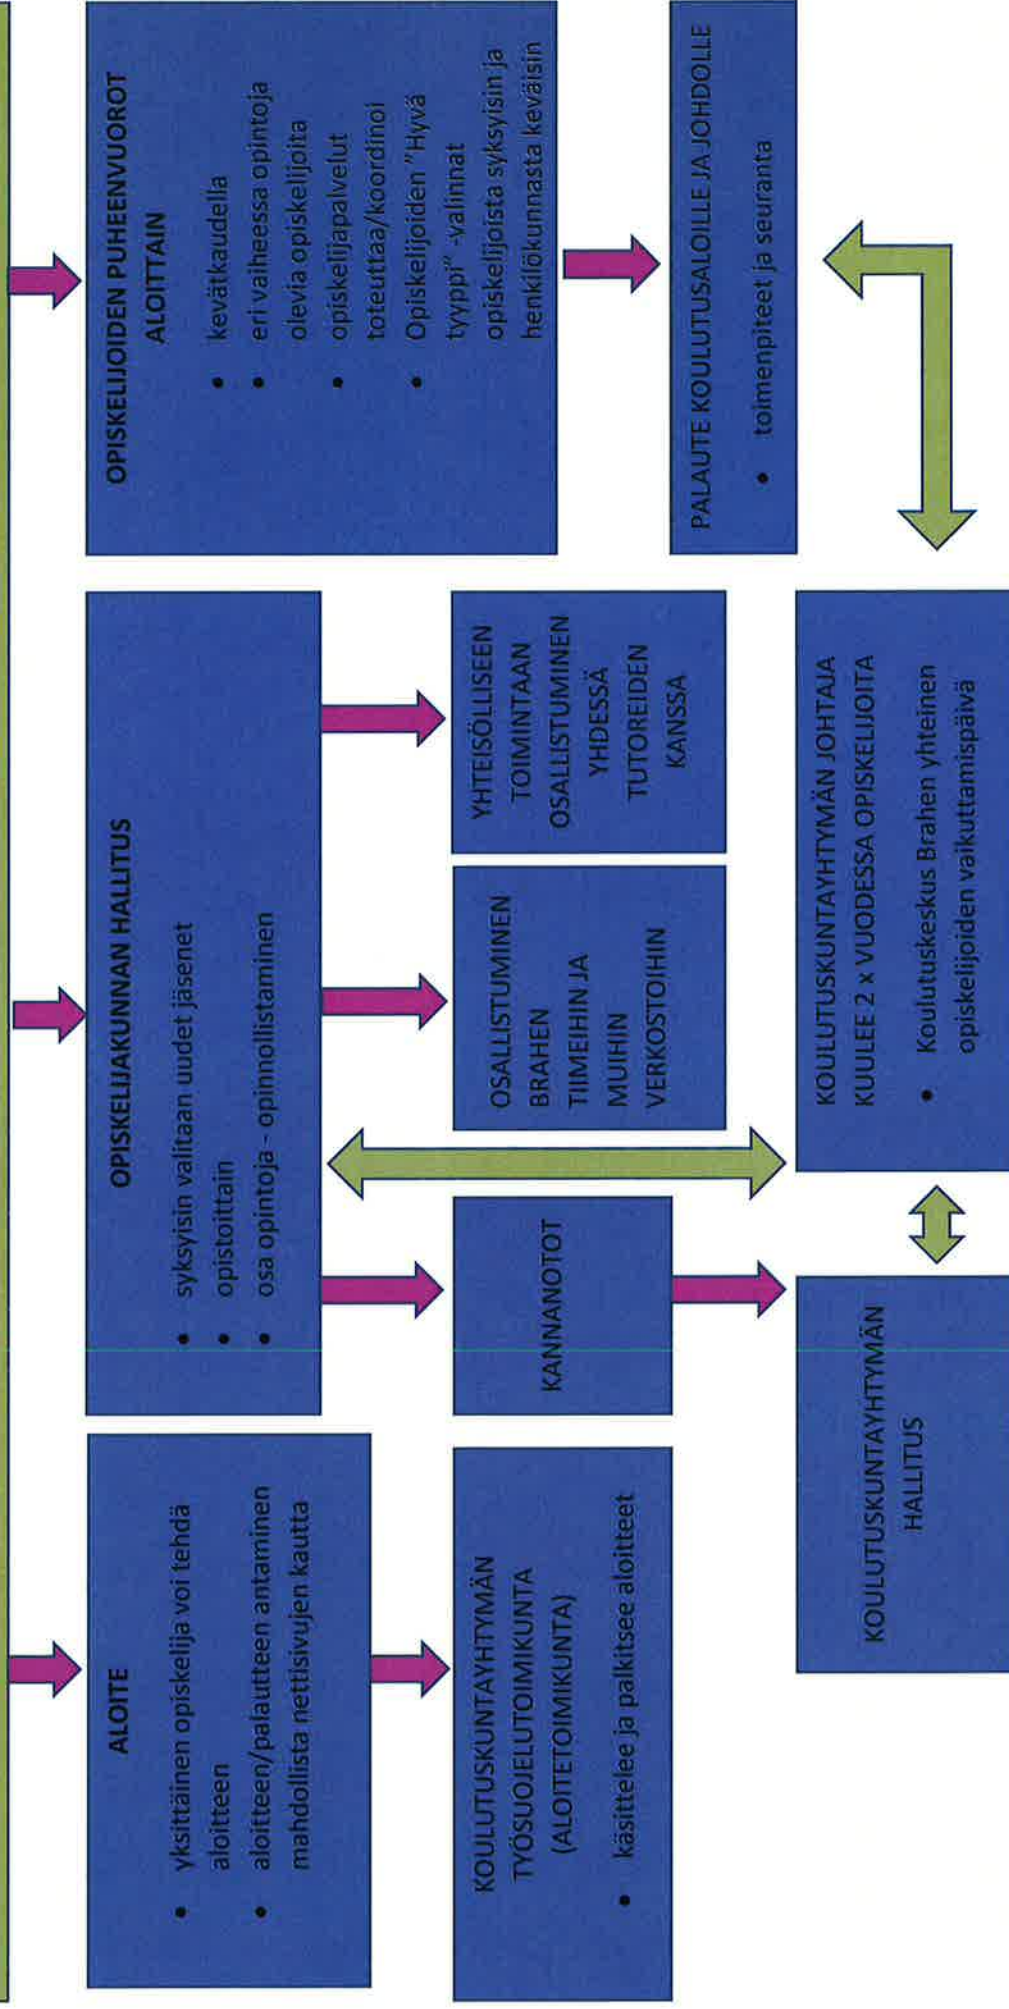 ALOITE
• yksittäinen opiskelija voi tehdä
aloitteen
• aloitteen/palautteen antaminen
mahdollista nettisivujen kautta
KOULUTUSKUNTAYHTYMÄN
TYÖSUOJELUTOIMIKUNTA
(ALOITETOIMIKUNTA)
• käsittelee ja palkitsee aloitteet
OPISKELIJAKUNNAN HALLITUS
• syksyisin valitaan uudet jäsenet
• opistoittain
• osa opintoja - opinnollistaminen
KANNANOTOT
OSALLISTUMINEN
BRAHEN
TIIMEIHIN JA
MUIHIN
VERKOSTOIHIN
YHTEISÖLLISEEN
TOIMINTAAN
OSALLISTUMINEN
YHDESSÄ
TUTOREIDEN
KANSSA
KOULUTUSKUNTAYHTYMÄN
HALLITUS
KOULUTUSKUNTAYHTYMÄN JOHTAJA
KUULEE 2 x VUODESSA OPISKELIJOITA
• Koulutuskeskus Brahen yhteinen
opiskelijoiden vaikuttamispäivä
OPISKELIJOIDEN PUHEENVUOROT
ALOITTAIN
• kevätkaudella
• eri vaiheessa opintoja
olevia opiskelijoita
• opiskelijapalvelut
toteuttaa/koordinoi
• Opiskelijoiden "Hyvä
tyyppi" -valinnat
opiskelijoista syksyisin ja
henkilökunnasta keväisin
PALAUTE KOULUTUSALOILLE JA JOHDOLLE
• toimenpiteet ja seuranta